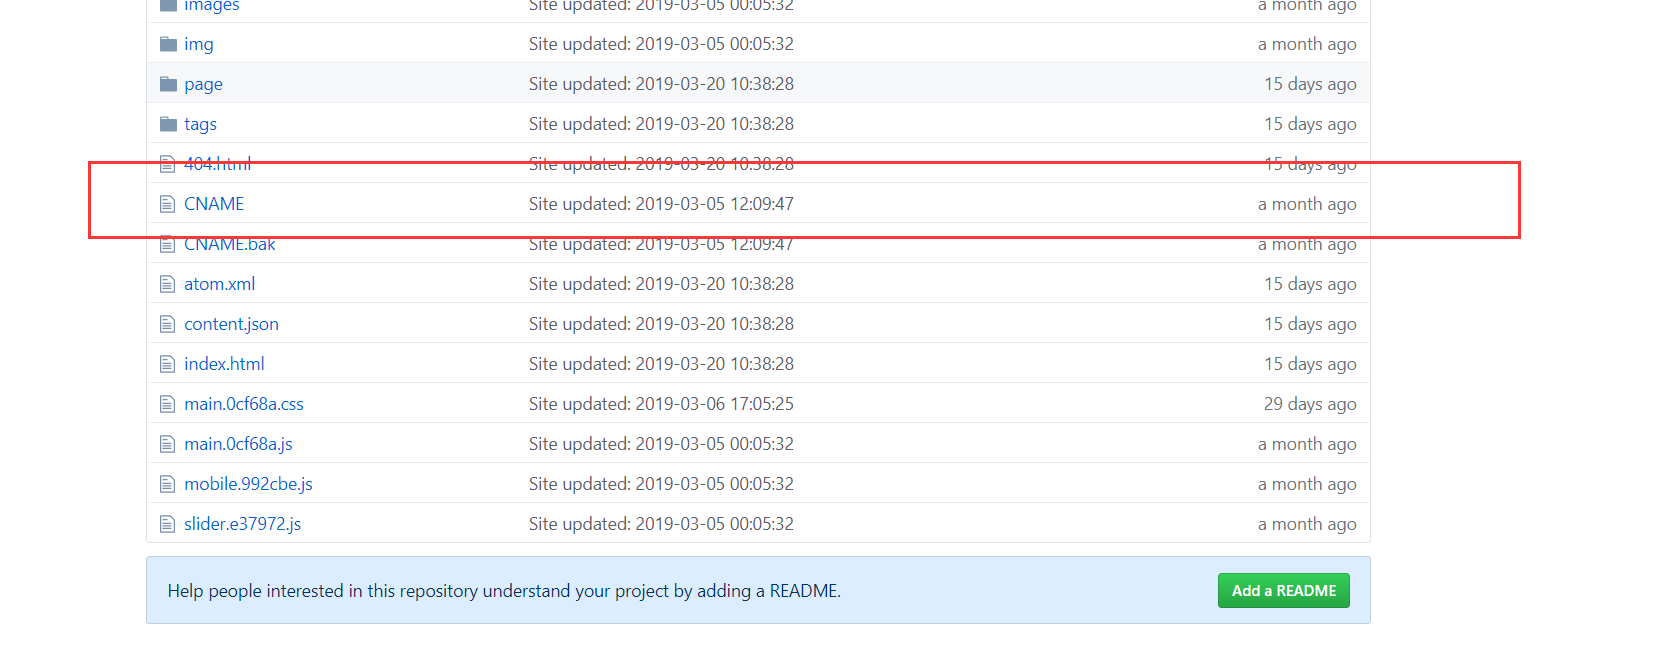 images Site updated: 2019-03-05 00:05:32 a month ago
img Site updated: 2019-03-05 00:05:32 a month ago
page Site updated: 2019-03-20 10:38:28 15 days ago
tags Site updated: 2019-03-20 10:38:28 15 days ago
404.html Site updated: 2019-03-20 10:38:28 15 days ago
CNAME Site updated: 2019-03-05 12:09:47 a month ago
CNAME.bak Site updated: 2019-03-05 12:09:47 a month ago
atom.xml Site updated: 2019-03-20 10:38:28 15 days ago
content.json Site updated: 2019-03-20 10:38:28 15 days ago
index.html Site updated: 2019-03-20 10:38:28 15 days ago
main.0cf68a.css Site updated: 2019-03-06 17:05:25 29 days ago
main.0cf68a.js Site updated: 2019-03-05 00:05:32 a month ago
mobile.992cbe.js Site updated: 2019-03-05 00:05:32 a month ago
slider.e37972.js Site updated: 2019-03-05 00:05:32 a month ago
Help people interested in this repository understand your project by adding a README. Add a README